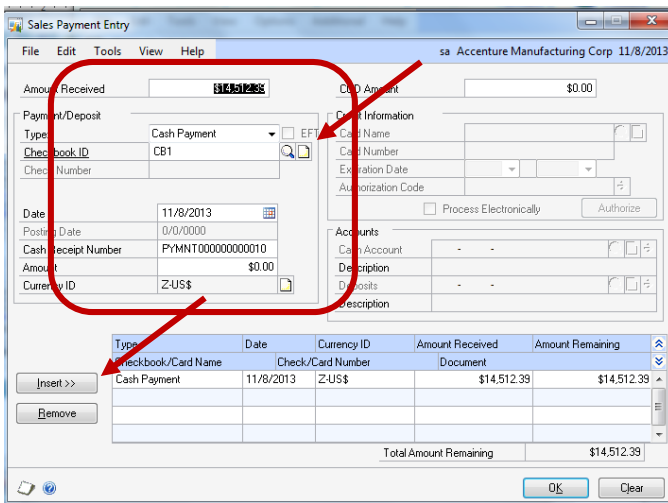 Sales Payment Entry
File Edit Tools View Help sa Accenture Manufacturing Corp 11/8/2013
Amount Received $14,512.39 COD Amount $0.00
Payment/Deposit Credit Information
Type: Cash Payment EFT Card Name
Checkbook ID CB1 Card Number
Check Number Expiration Date
Authorization Code
Date 11/8/2013 Process Electronically Authorize
Posting Date 0/0/0000 Accounts
Cash Receipt Number PYMNT000000000010 Cash Account - -
Amount $0.00 Description
Currency ID Z-US$ Deposits - -
Description
Type Date Currency ID Amount Received Amount Remaining
Checkbook/Card Name Check/Card Number Document
Insert >> Cash Payment 11/8/2013 Z-US$ $14,512.39 $14,512.39
Remove
Total Amount Remaining $14,512.39
OK Clear